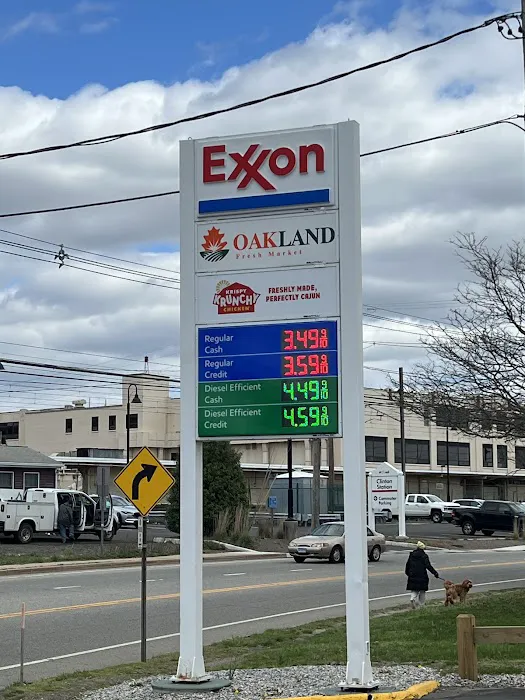 Exxon
OAKLAND
Fresh Market
KRISPY
KRUNCHY
CHICKEN
FRESHLY MADE,
PERFECTLY CAJUN
Regular
Cash
3.49 9/10
Regular
Credit
3.59 9/10
Diesel Efficient
Cash
4.49 9/10
Diesel Efficient
Credit
4.59 9/10
Clinton
Station
Commuter
Parking